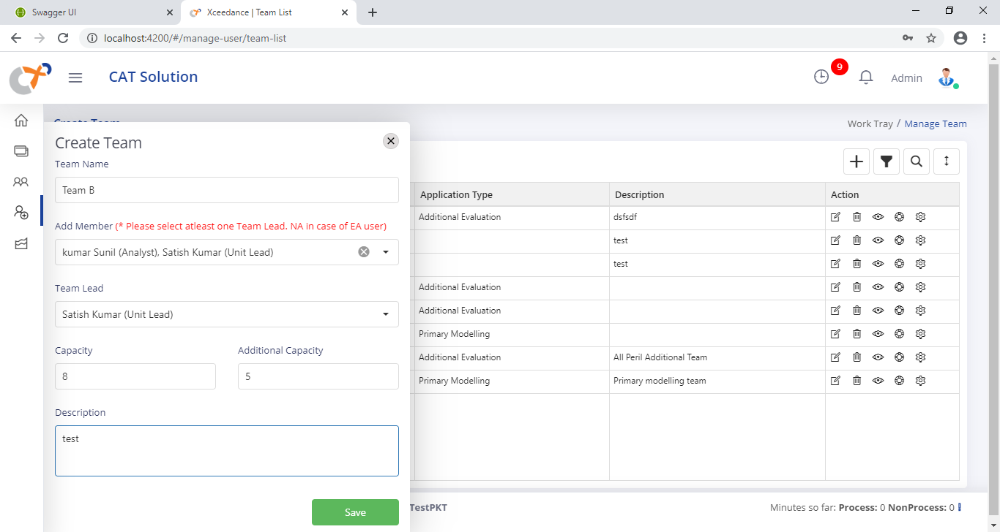 Swagger UI
Xceedance | Team List
localhost:4200/#/manage-user/team-list
CAT Solution
9
Admin
Create Team
Work Tray / Manage Team
Create Team
Team Name
Team B
Add Member (* Please select atleast one Team Lead. NA in case of EA user)
kumar Sunil (Analyst), Satish Kumar (Unit Lead)
Team Lead
Satish Kumar (Unit Lead)
Capacity Additional Capacity
8 5
Description
test
Save
Application Type Description Action
Additional Evaluation dsfsdf
test
test
Additional Evaluation
Additional Evaluation
Primary Modelling
Additional Evaluation All Peril Additional Team
Primary Modelling Primary modelling team
TestPKT
Minutes so far: Process: 0 NonProcess: 0